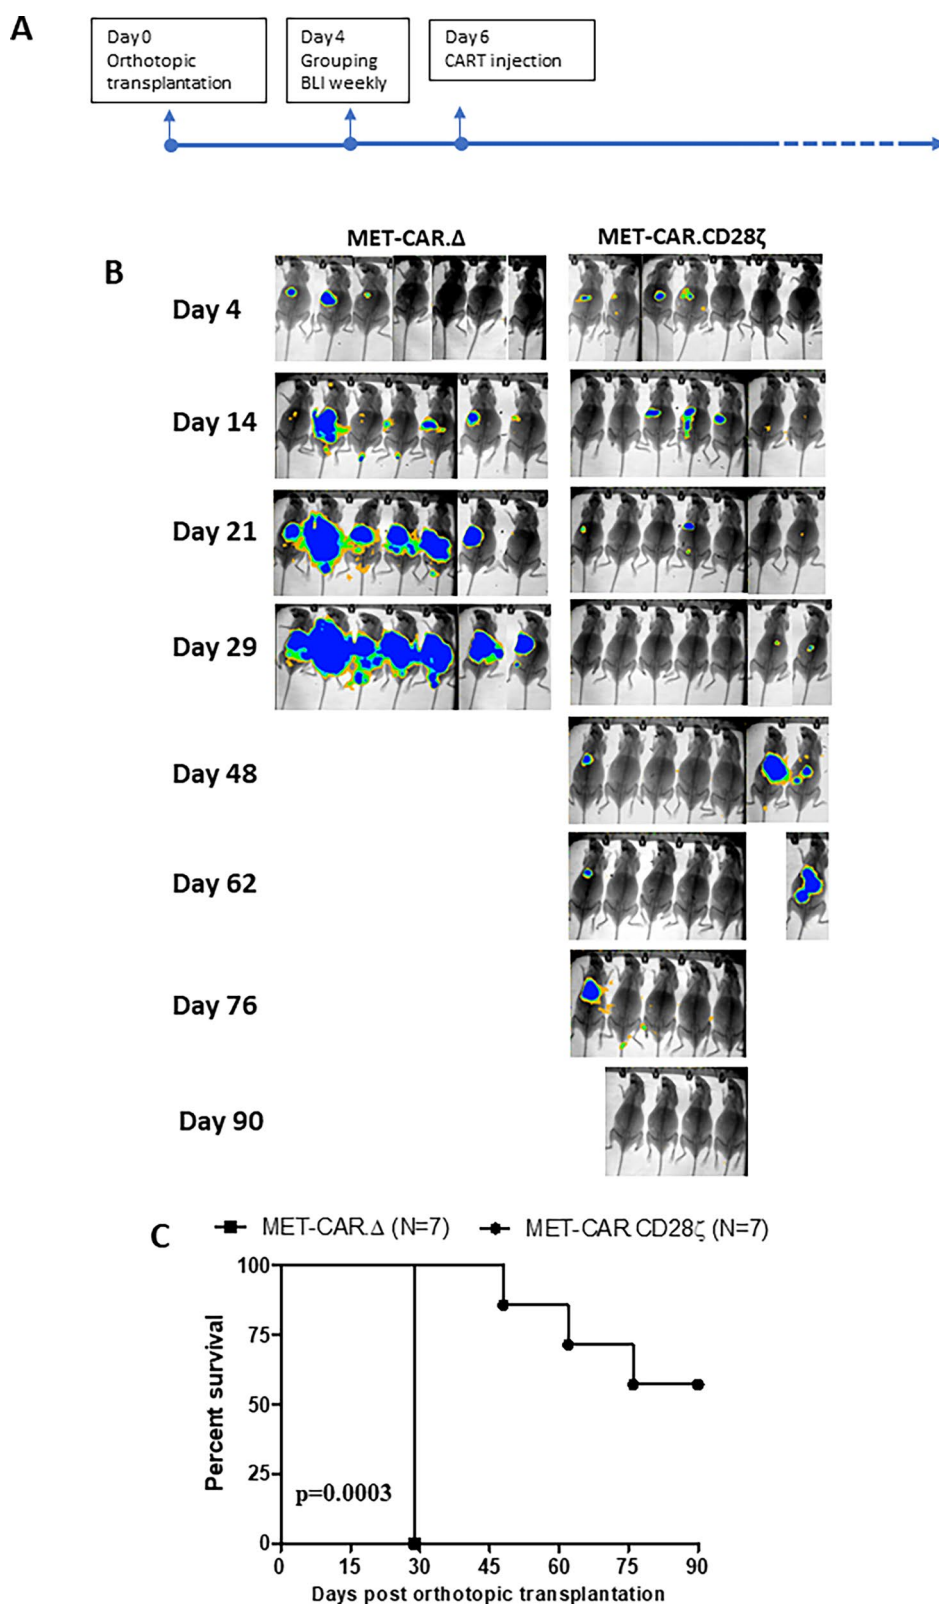 A
Day 0
Orthotopic
transplantation
Day 4
Grouping
BLI weekly
Day 6
CART injection
B
MET-CAR.Δ
MET-CAR.CD28ζ
Day 4
Day 14
Day 21
Day 29
Day 48
Day 62
Day 76
Day 90
C
MET-CAR.Δ (N=7)
MET-CAR.CD28ζ (N=7)
Percent survival
100
75
50
25
0
p=0.0003
0 15 30 45 60 75 90
Days post orthotopic transplantation